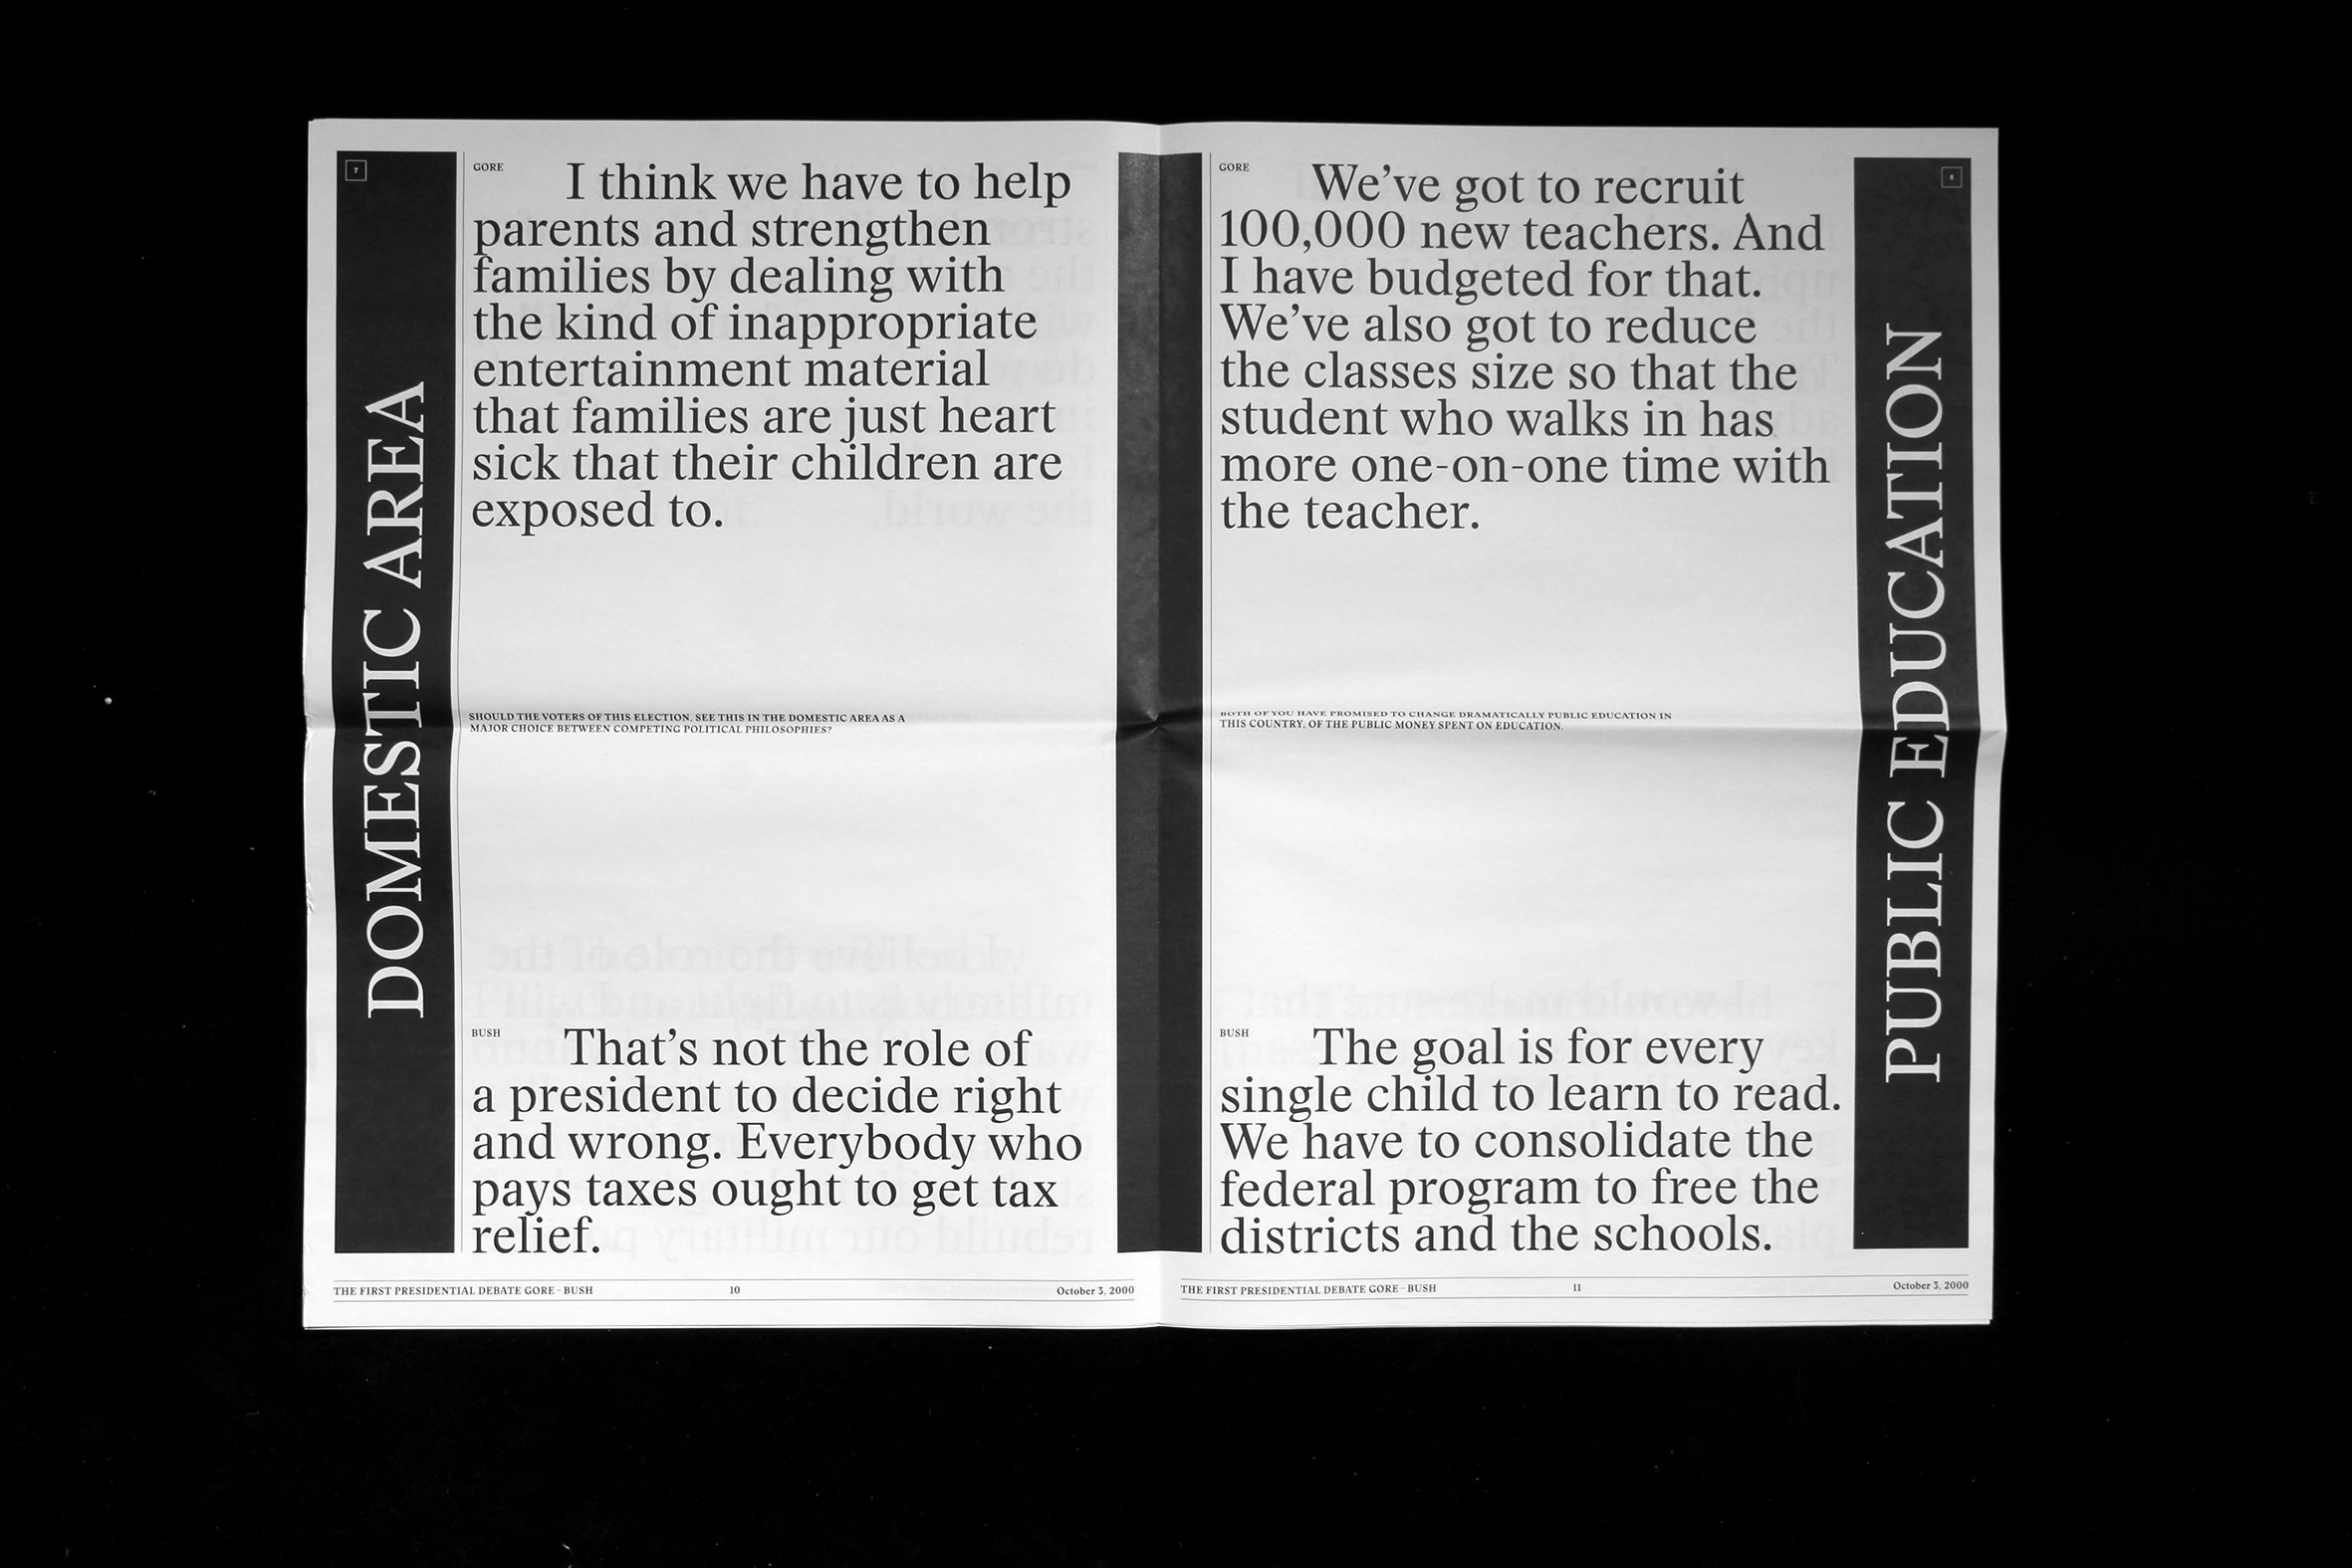 7
DOMESTIC AREA
GORE
I think we have to help
parents and strengthen
families by dealing with
the kind of inappropriate
entertainment material
that families are just heart
sick that their children are
exposed to.
SHOULD THE VOTERS OF THIS ELECTION, SEE THIS IN THE DOMESTIC AREA AS A
MAJOR CHOICE BETWEEN COMPETING POLITICAL PHILOSOPHIES?
BUSH
That’s not the role of
a president to decide right
and wrong. Everybody who
pays taxes ought to get tax
relief.
THE FIRST PRESIDENTIAL DEBATE GORE – BUSH
10
October 3, 2000
GORE
We’ve got to recruit
100,000 new teachers. And
I have budgeted for that.
We’ve also got to reduce
the classes size so that the
student who walks in has
more one-on-one time with
the teacher.
BOTH OF YOU HAVE PROMISED TO CHANGE DRAMATICALLY PUBLIC EDUCATION IN
THIS COUNTRY, OF THE PUBLIC MONEY SPENT ON EDUCATION.
BUSH
The goal is for every
single child to learn to read.
We have to consolidate the
federal program to free the
districts and the schools.
8
PUBLIC EDUCATION
THE FIRST PRESIDENTIAL DEBATE GORE – BUSH
11
October 3, 2000